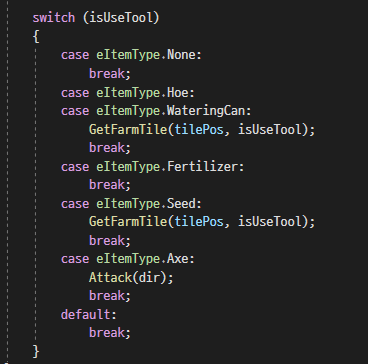 switch (isUseTool)
{
case eItemType.None:
break;
case eItemType.Hoe:
case eItemType.WateringCan:
GetFarmTile(tilePos, isUseTool);
break;
case eItemType.Fertilizer:
break;
case eItemType.Seed:
GetFarmTile(tilePos, isUseTool);
break;
case eItemType.Axe:
Attack(dir);
break;
default:
break;
}